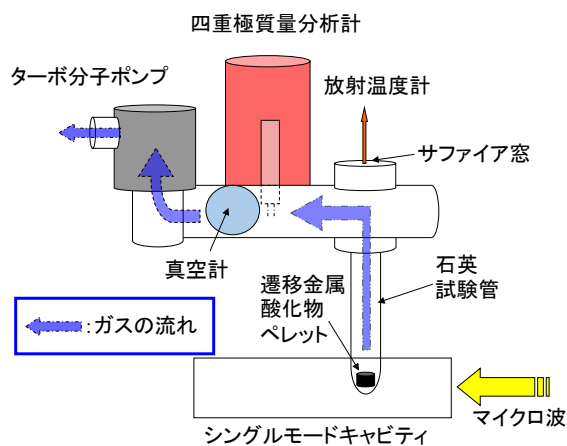 四重極質量分析計
ターボ分子ポンプ
放射温度計
サファイア窓
真空計
石英
試験管
遷移金属
酸化物
ペレット
:ガスの流れ
マイクロ波
シングルモードキャビティ